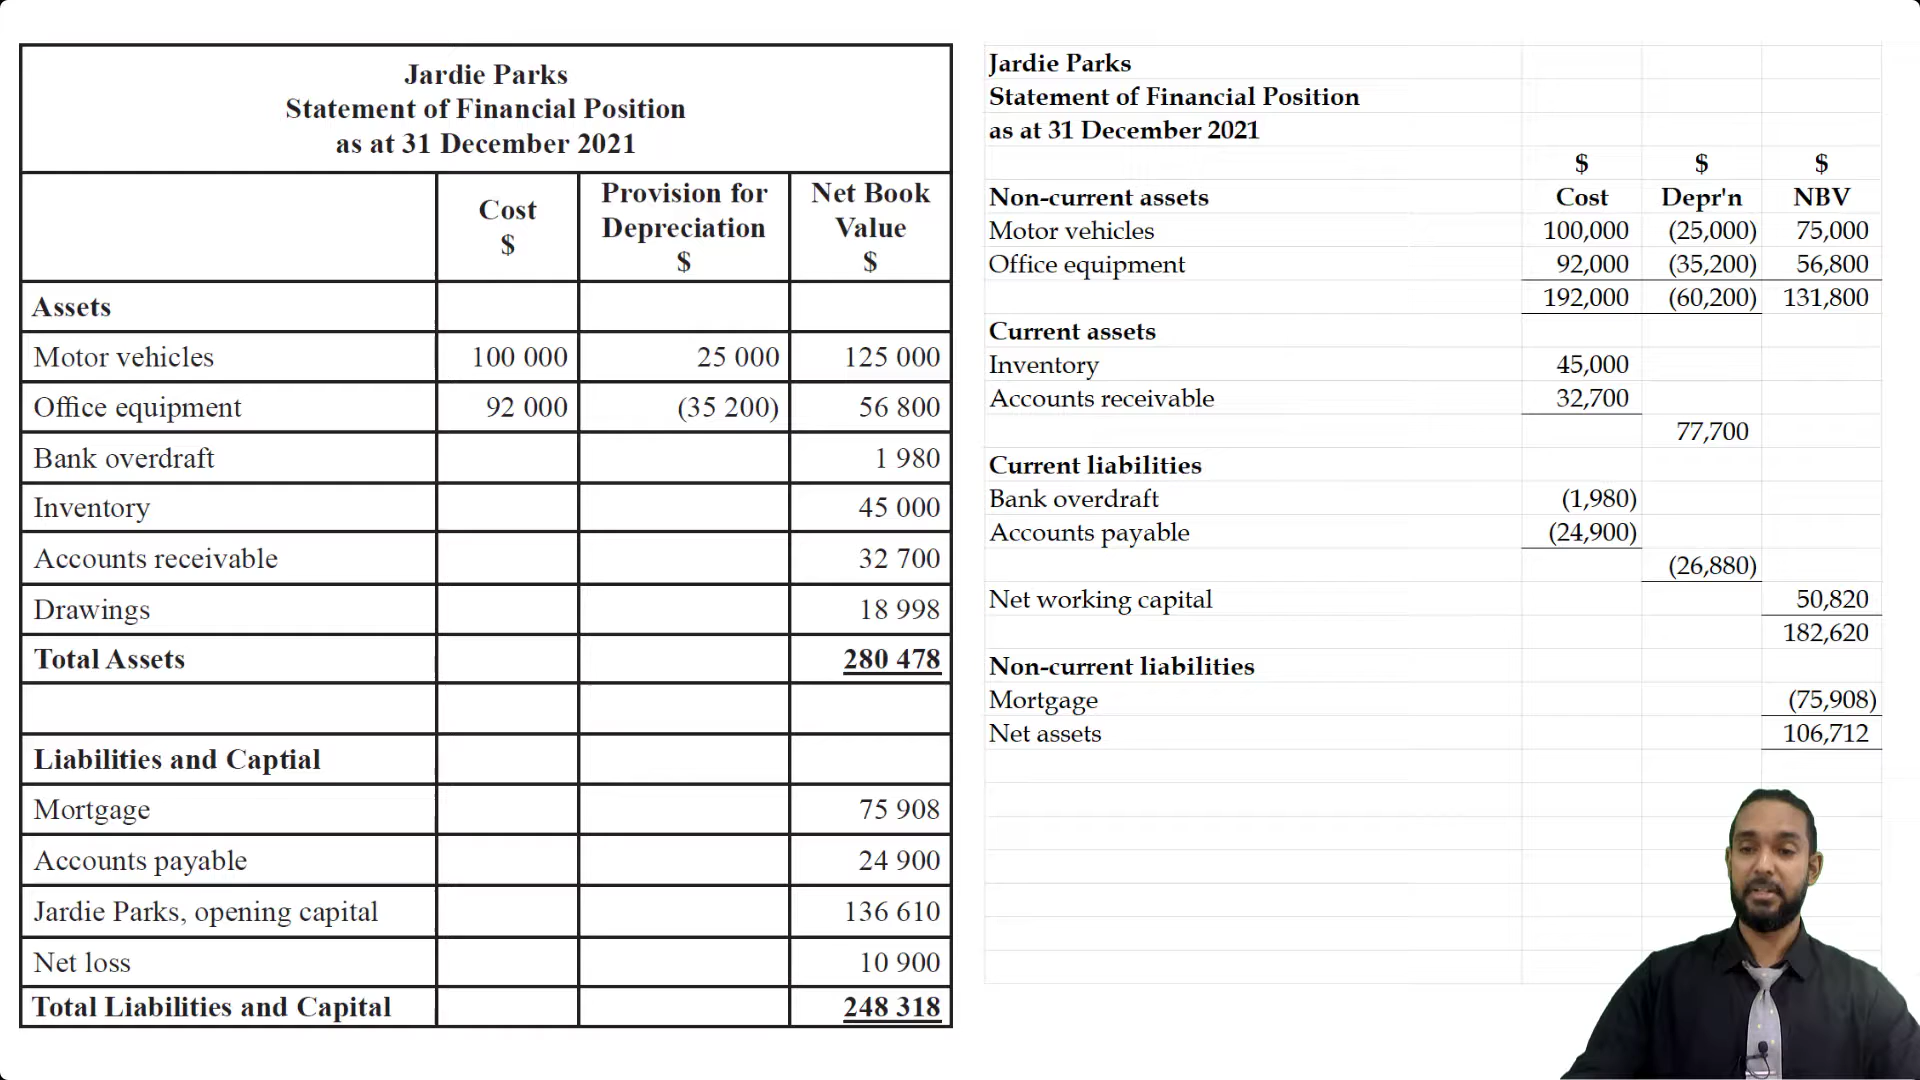 Jardie Parks
Statement of Financial Position
as at 31 December 2021
Cost
$
Provision for
Depreciation
$
Net Book
Value
$
Assets
Motor vehicles 100 000 25 000 125 000
Office equipment 92 000 (35 200) 56 800
Bank overdraft 1 980
Inventory 45 000
Accounts receivable 32 700
Drawings 18 998
Total Assets 280 478
Liabilities and Captial
Mortgage 75 908
Accounts payable 24 900
Jardie Parks, opening capital 136 610
Net loss 10 900
Total Liabilities and Capital 248 318
Jardie Parks
Statement of Financial Position
as at 31 December 2021
$ $ $
Non-current assets Cost Depr'n NBV
Motor vehicles 100,000 (25,000) 75,000
Office equipment 92,000 (35,200) 56,800
192,000 (60,200) 131,800
Current assets
Inventory 45,000
Accounts receivable 32,700
77,700
Current liabilities
Bank overdraft (1,980)
Accounts payable (24,900)
(26,880)
Net working capital 50,820
182,620
Non-current liabilities
Mortgage (75,908)
Net assets 106,712